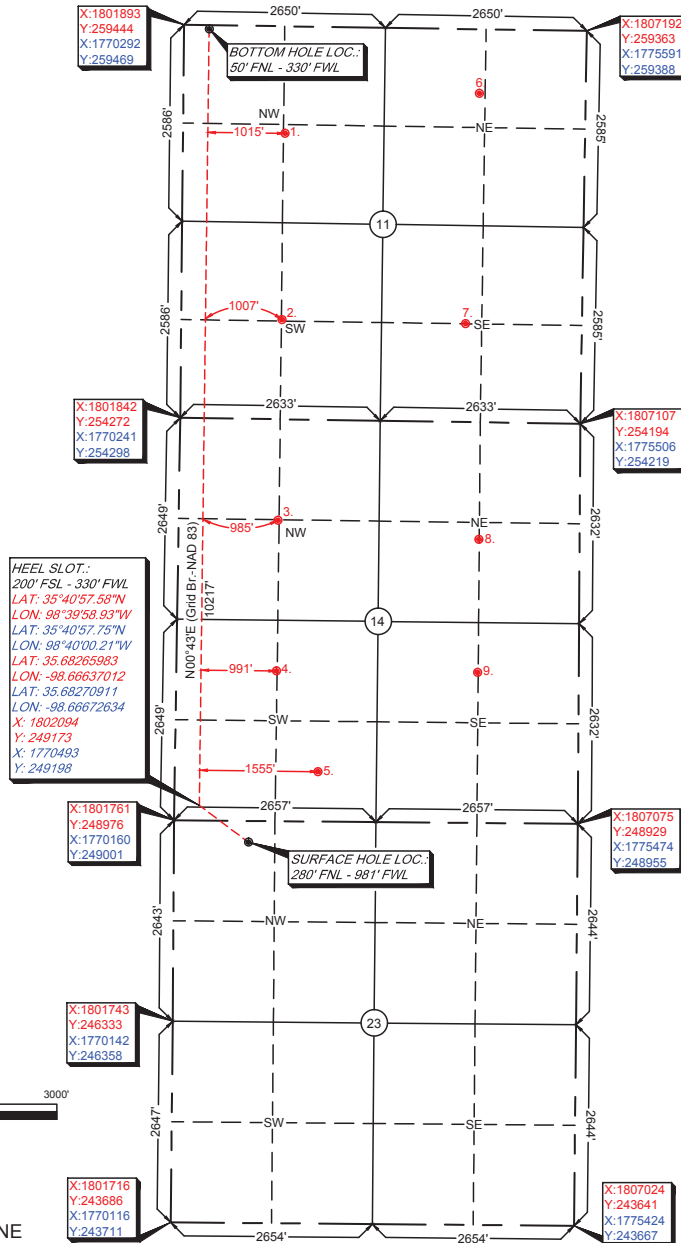 X:1801893
Y:259444
X:1770292
Y:259469
2650'
2650'
X:1807192
Y:259363
X:1775591
Y:259388
BOTTOM HOLE LOC.:
50' FNL - 330' FWL
6.
NW
NE
2586'
2585'
1015'
1.
11
1007'
2.
SW
7.
SE
2586'
2585'
2633'
2633'
X:1801842
Y:254272
X:1770241
Y:254298
X:1807107
Y:254194
X:1775506
Y:254219
3.
985'
NW
NE
8.
2649'
2632'
N00°43'E (Grid Br.-NAD 83)
10217
HEEL SLOT.:
200' FSL - 330' FWL
LAT: 35°40'57.58"N
LON: 98°39'58.93"W
LAT: 35°40'57.75"N
LON: 98°40'00.21"W
LAT: 35.68265983
LON: -98.66637012
LAT: 35.68270911
LON: -98.66672634
X: 1802094
Y: 249173
X: 1770493
Y: 249198
14
991'
4.
9.
SW
SE
2649'
2632'
1555'
5.
2657'
2657'
X:1801761
Y:248976
X:1770160
Y:249001
X:1807075
Y:248929
X:1775474
Y:248955
SURFACE HOLE LOC.:
280' FNL - 981' FWL
NW
NE
2643'
2644'
X:1801743
Y:246333
X:1770142
Y:246358
23
3000'
SW
SE
2647'
2644'
X:1801716
Y:243686
X:1770116
Y:243711
X:1807024
Y:243641
X:1775424
Y:243667
NE
2654'
2654'